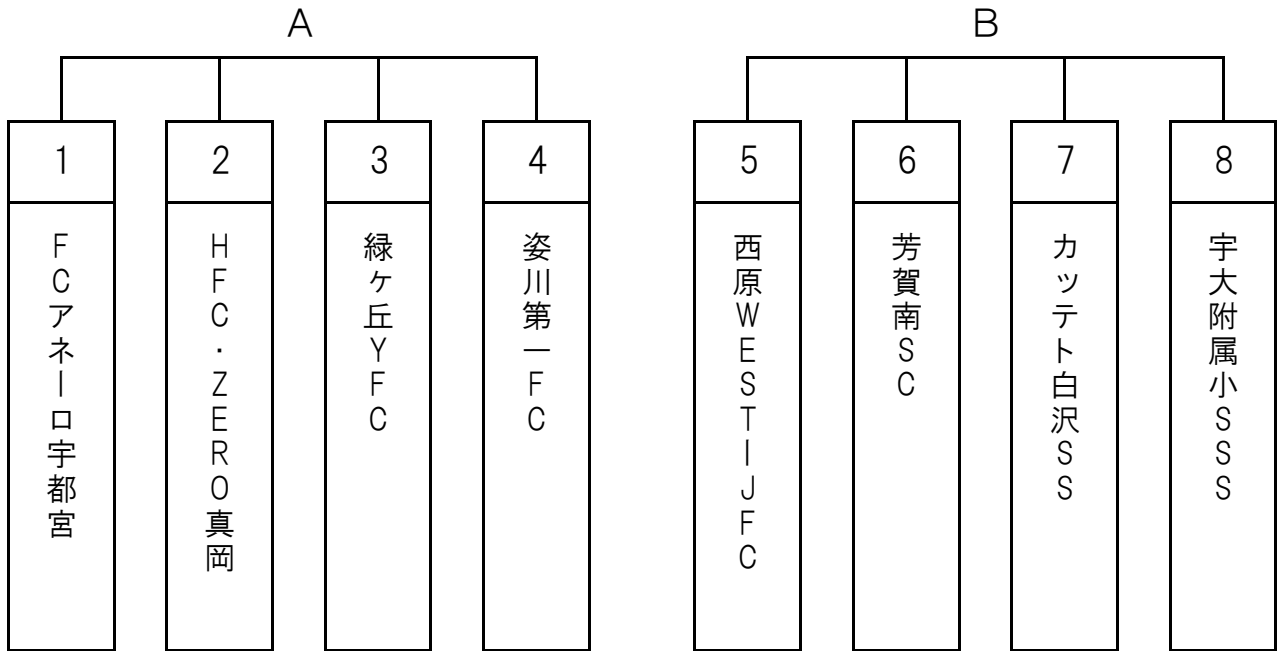 A
B
1
2
3
4
5
6
7
8
FCアネーロ宇都宮
HFC・ZERO真岡
緑ヶ丘YFC
姿川第一FC
西原WESTIJFC
芳賀南SC
カッテト白沢SS
宇大附属小SSS